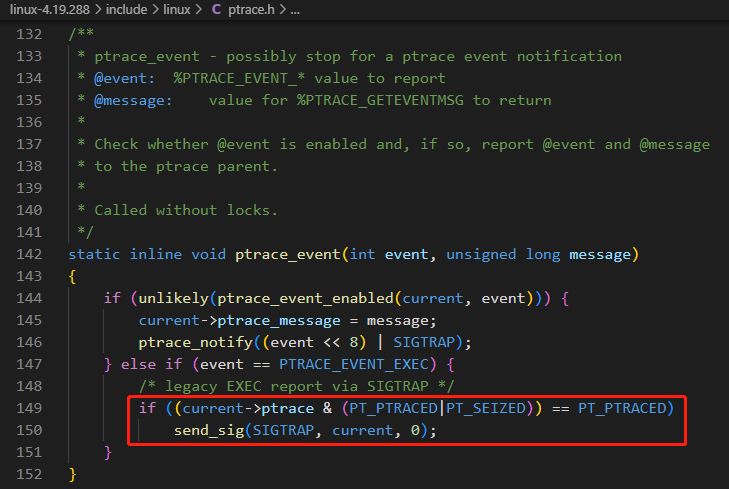 linux-4.19.288 > include > linux > C ptrace.h > ...
132 /**
133  * ptrace_event - possibly stop for a ptrace event notification
134  * @event:  %PTRACE_EVENT_* value to report
135  * @message:    value for %PTRACE_GETEVENTMSG to return
136  *
137  * Check whether @event is enabled and, if so, report @event and @message
138  * to the ptrace parent.
139  *
140  * Called without locks.
141  */
142 static inline void ptrace_event(int event, unsigned long message)
143 {
144     if (unlikely(ptrace_event_enabled(current, event))) {
145         current->ptrace_message = message;
146         ptrace_notify((event << 8) | SIGTRAP);
147     } else if (event == PTRACE_EVENT_EXEC) {
148         /* legacy EXEC report via SIGTRAP */
149         if ((current->ptrace & (PT_PTRACED|PT_SEIZED)) == PT_PTRACED)
150             send_sig(SIGTRAP, current, 0);
151     }
152 }